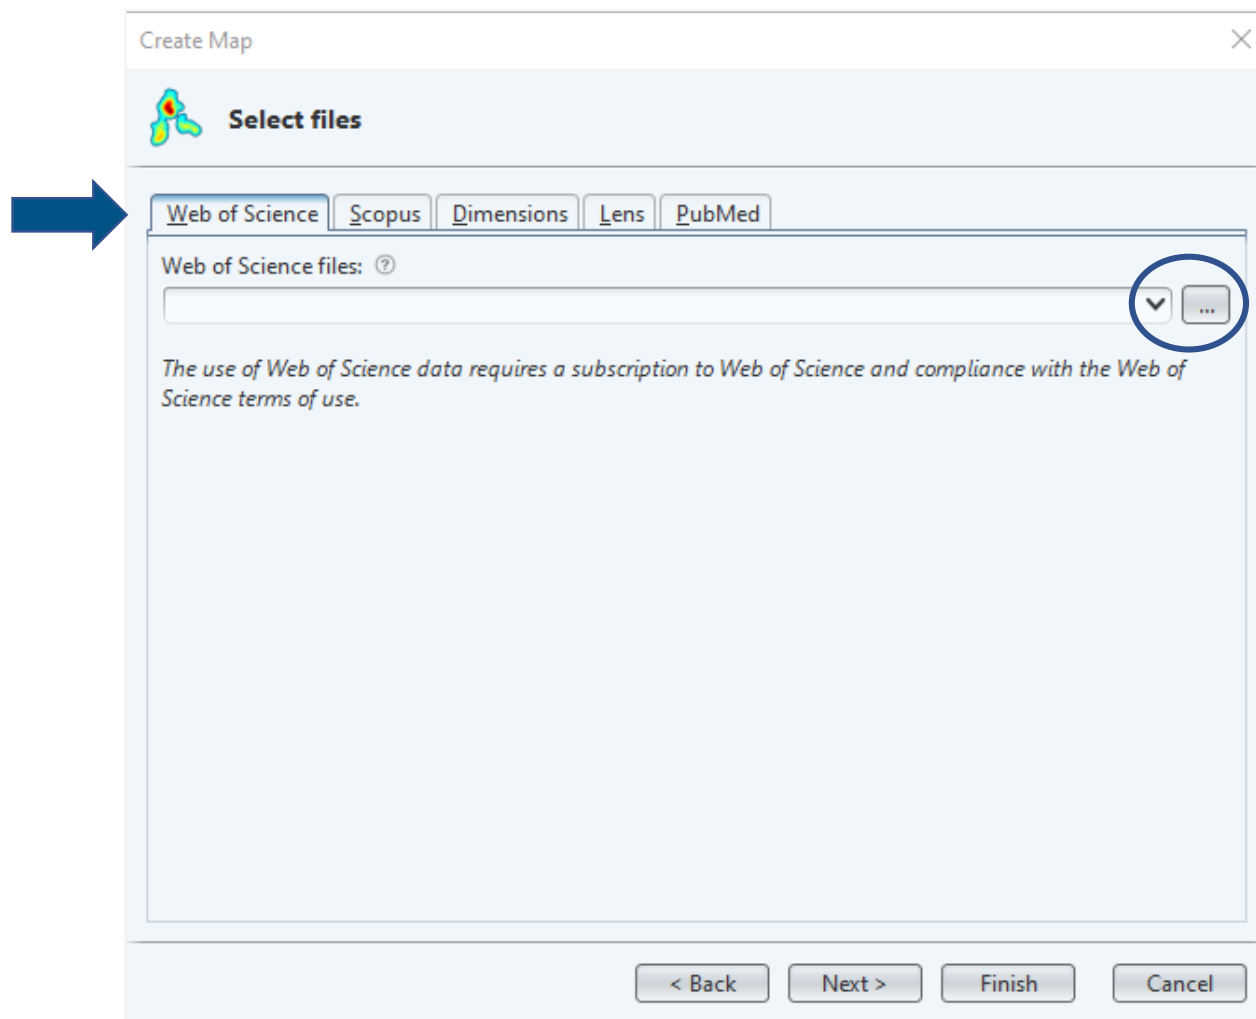 Create Map
Select files
Web of Science Scopus Dimensions Lens PubMed
Web of Science files: ?
...
The use of Web of Science data requires a subscription to Web of Science and compliance with the Web of
Science terms of use.
< Back Next > Finish Cancel